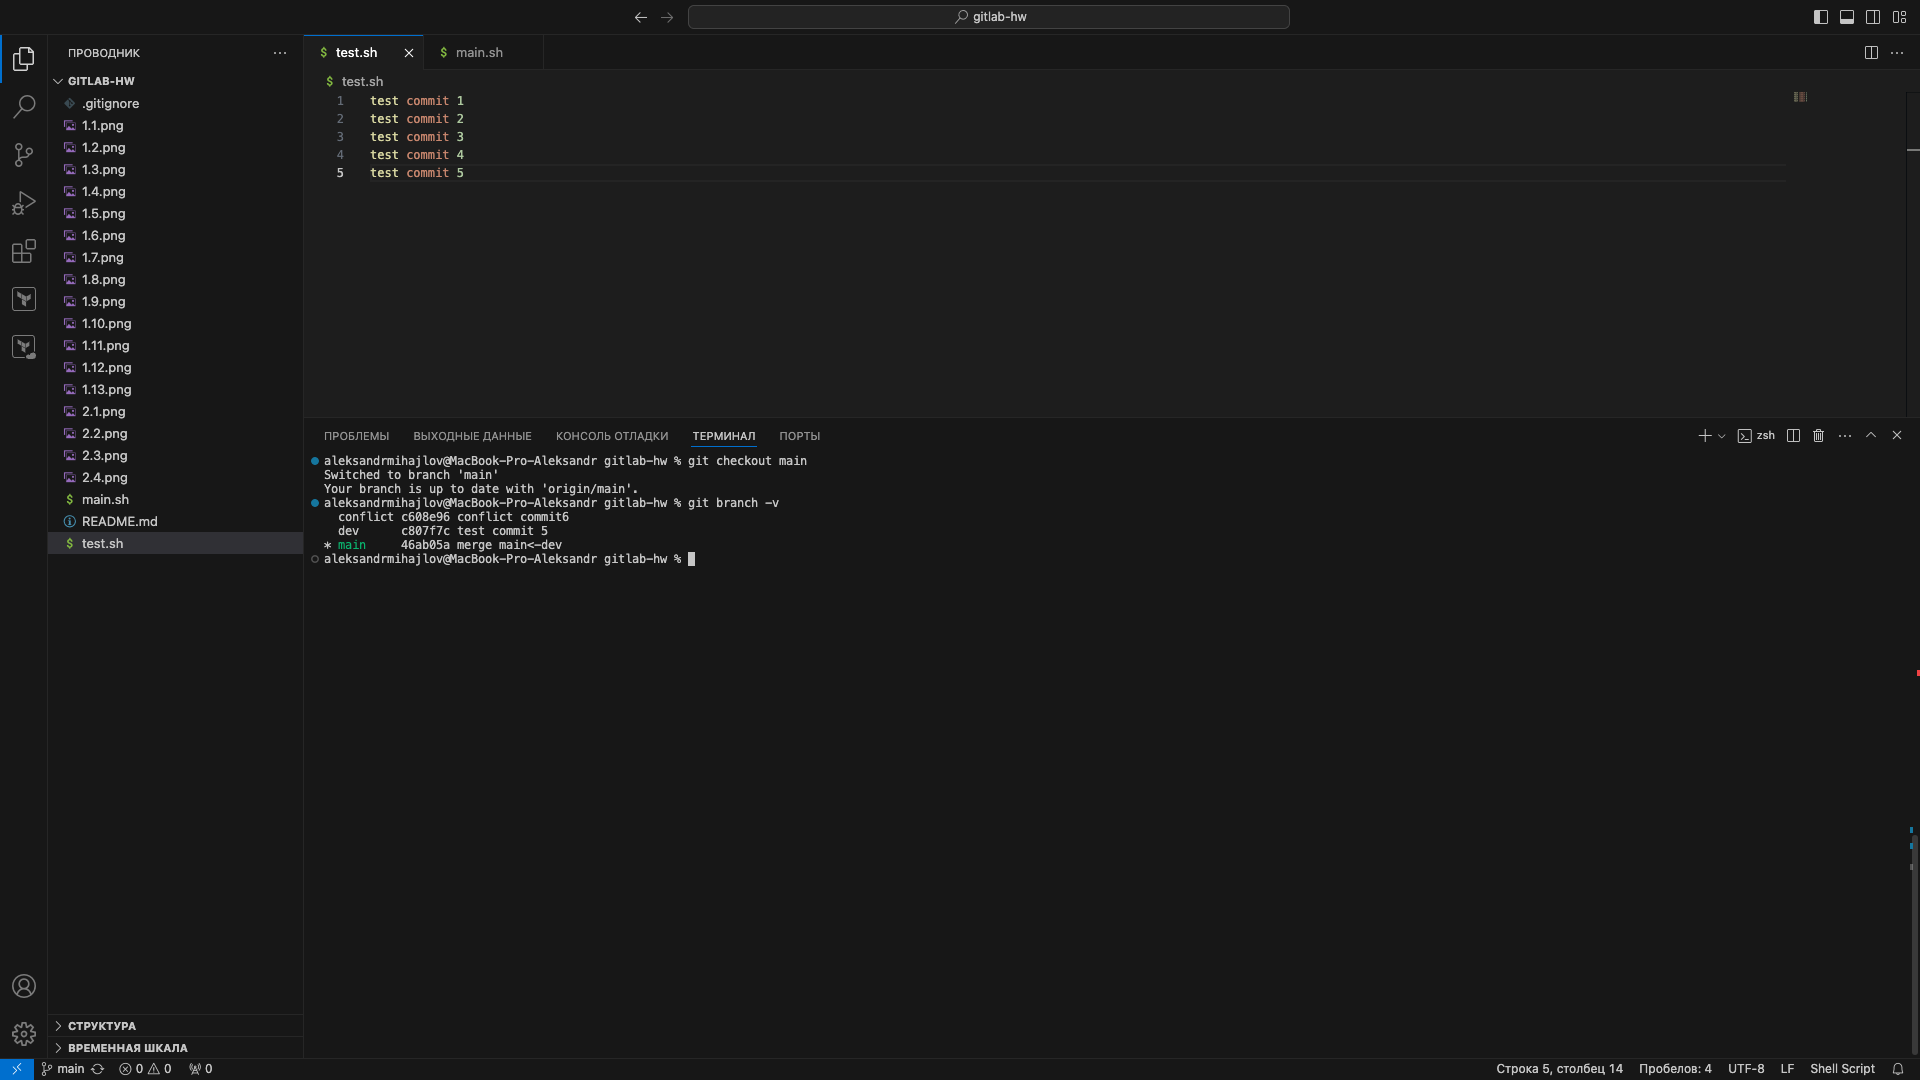 gitlab-hw
ПРОВОДНИК
GITLAB-HW
.gitignore
1.1.png
1.2.png
1.3.png
1.4.png
1.5.png
1.6.png
1.7.png
1.8.png
1.9.png
1.10.png
1.11.png
1.12.png
1.13.png
2.1.png
2.2.png
2.3.png
2.4.png
$ main.sh
README.md
$ test.sh
СТРУКТУРА
ВРЕМЕННАЯ ШКАЛА
$ test.sh
$ main.sh
$ test.sh
1 test commit 1
2 test commit 2
3 test commit 3
4 test commit 4
5 test commit 5
ПРОБЛЕМЫ ВЫХОДНЫЕ ДАННЫЕ КОНСОЛЬ ОТЛАДКИ ТЕРМИНАЛ ПОРТЫ
zsh
aleksandrmihajlov@MacBook-Pro-Aleksandr gitlab-hw % git checkout main
Switched to branch 'main'
Your branch is up to date with 'origin/main'.
aleksandrmihajlov@MacBook-Pro-Aleksandr gitlab-hw % git branch -v
conflict c608e96 conflict commit6
dev c807f7c test commit 5
* main 46ab05a merge main<-dev
aleksandrmihajlov@MacBook-Pro-Aleksandr gitlab-hw %
main 0 0 0
Строка 5, столбец 14 Пробелов: 4 UTF-8 LF Shell Script